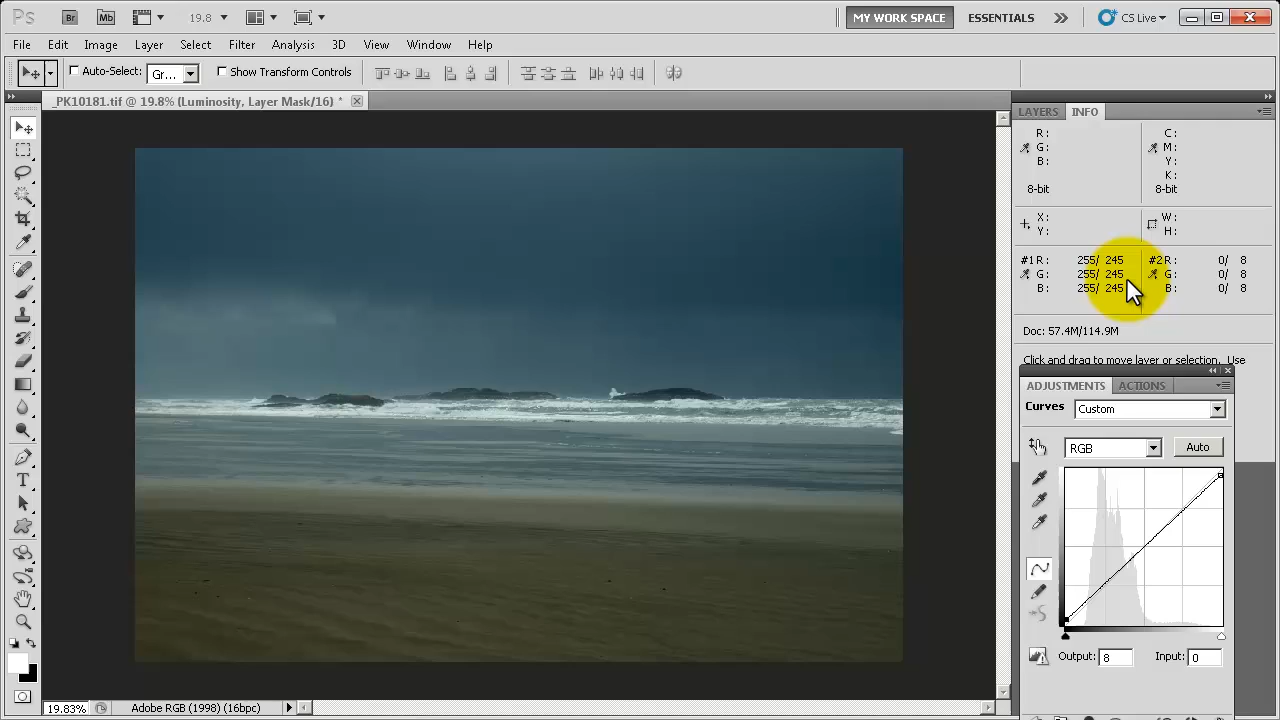 Ps Br Mb 19.8 MY WORK SPACE ESSENTIALS CS Live
File Edit Image Layer Select Filter Analysis 3D View Window Help
Auto-Select: Gr... Show Transform Controls
_PK10181.tif @ 19.8% (Luminosity, Layer Mask/16) *
LAYERS INFO
R : C :
G : M :
B : Y :
K :
8-bit 8-bit
X : W :
Y : H :
#1 R : 255/ 245 #2 R : 0/ 8
G : 255/ 245 G : 0/ 8
B : 255/ 245 B : 0/ 8
Doc: 57.4M/114.9M
Click and drag to move layer or selection. Use
ADJUSTMENTS ACTIONS
Curves Custom
RGB Auto
Output: 8 Input: 0
19.83% Adobe RGB (1998) (16bpc)